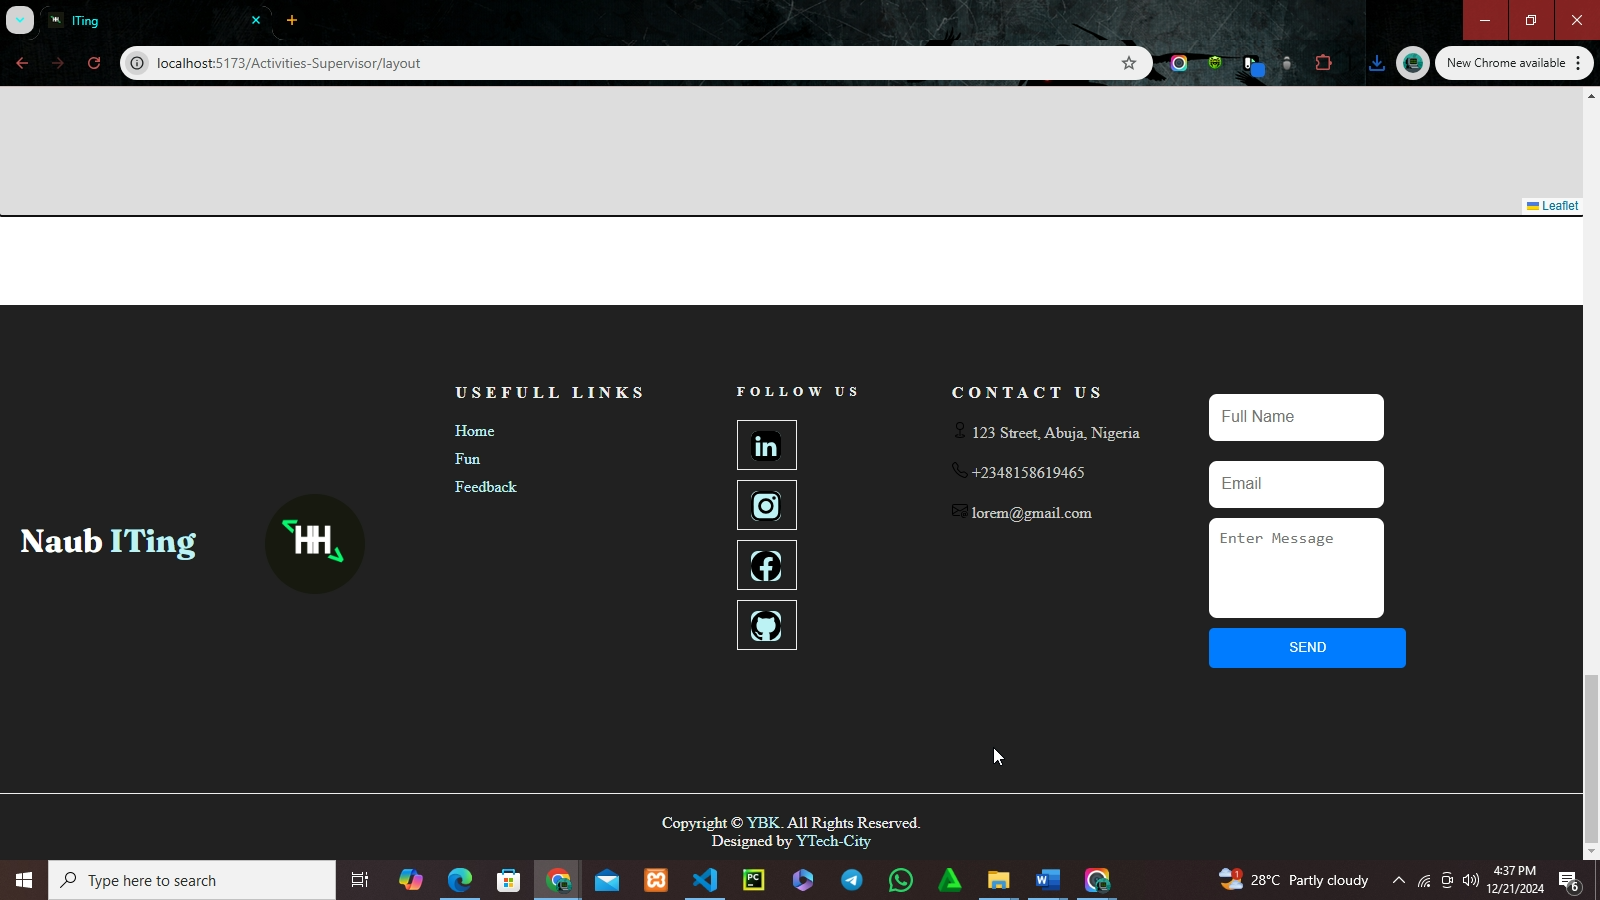 ITing
localhost:5173/Activities-Supervisor/layout
New Chrome available
Leaflet
Naub ITing
HH
USEFULL LINKS
Home
Fun
Feedback
FOLLOW US
in
CONTACT US
123 Street, Abuja, Nigeria
+2348158619465
lorem@gmail.com
Full Name
Email
Enter Message
SEND
Copyright © YBK. All Rights Reserved.
Designed by YTech-City
Type here to search
PC
W
1
28°C Partly cloudy
4:37 PM
12/21/2024
6